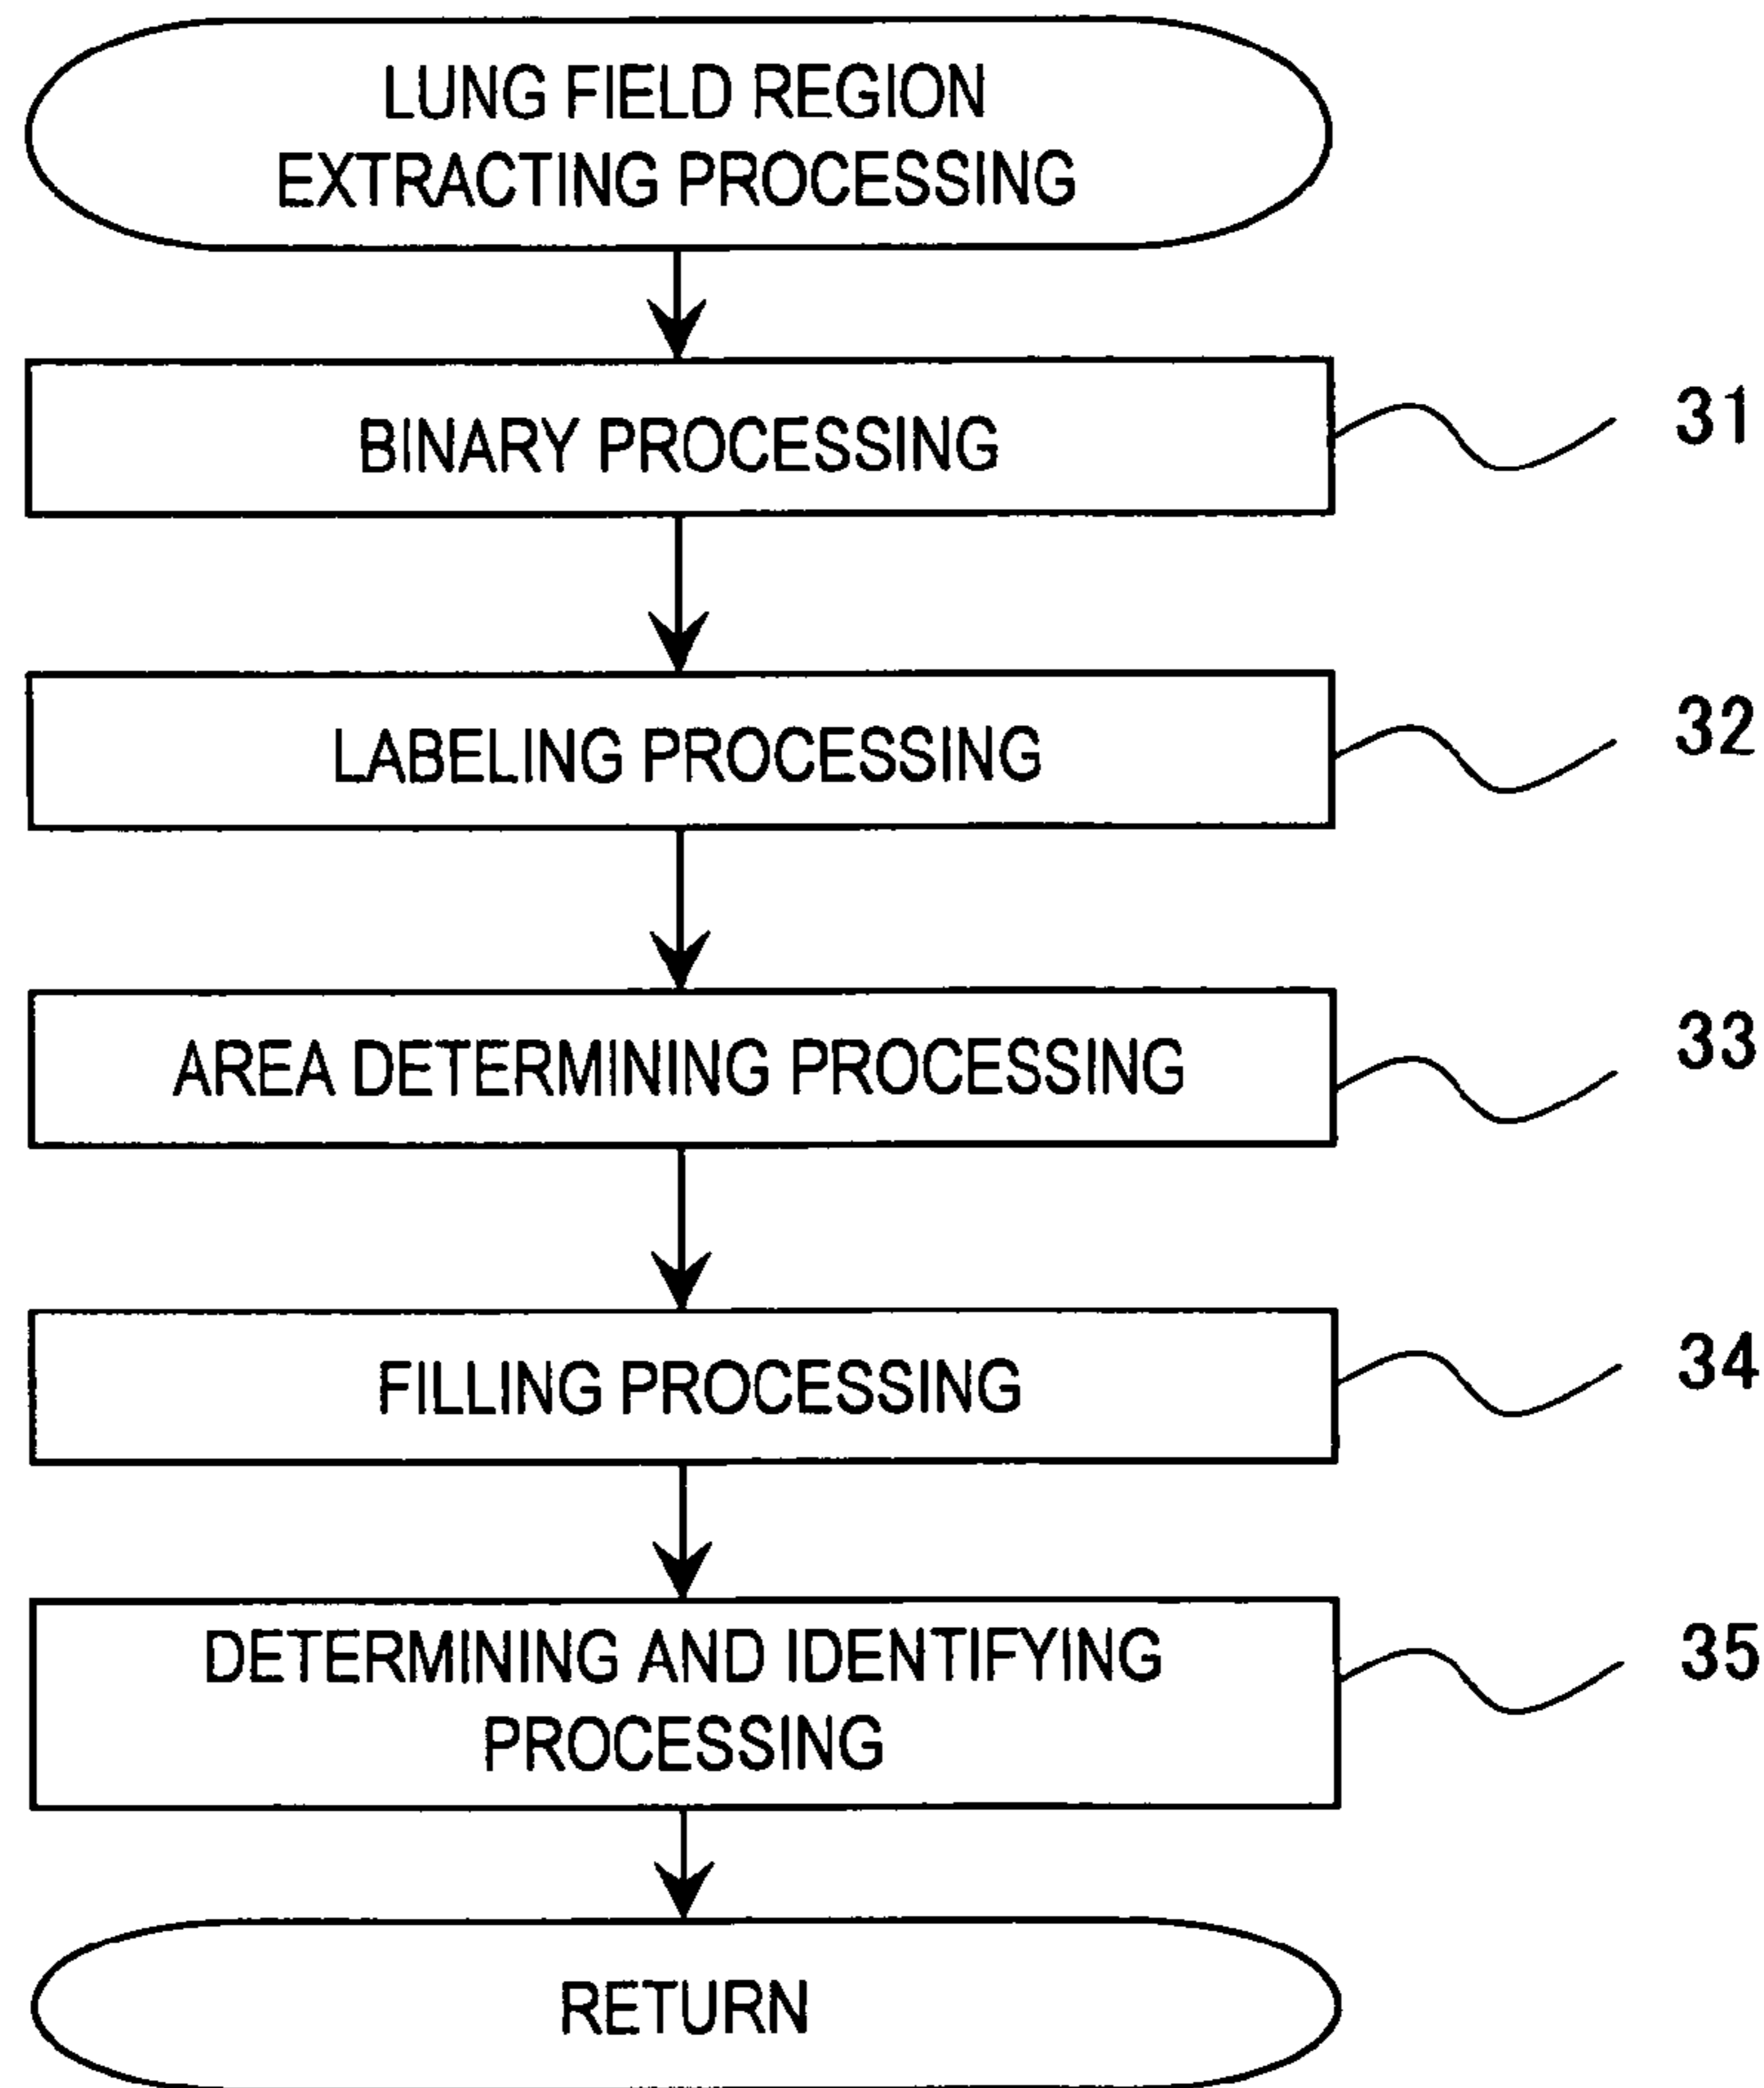 LUNG FIELD REGION
EXTRACTING PROCESSING
BINARY PROCESSING
31
LABELING PROCESSING
32
AREA DETERMINING PROCESSING
33
FILLING PROCESSING
34
DETERMINING AND IDENTIFYING
PROCESSING
35
RETURN